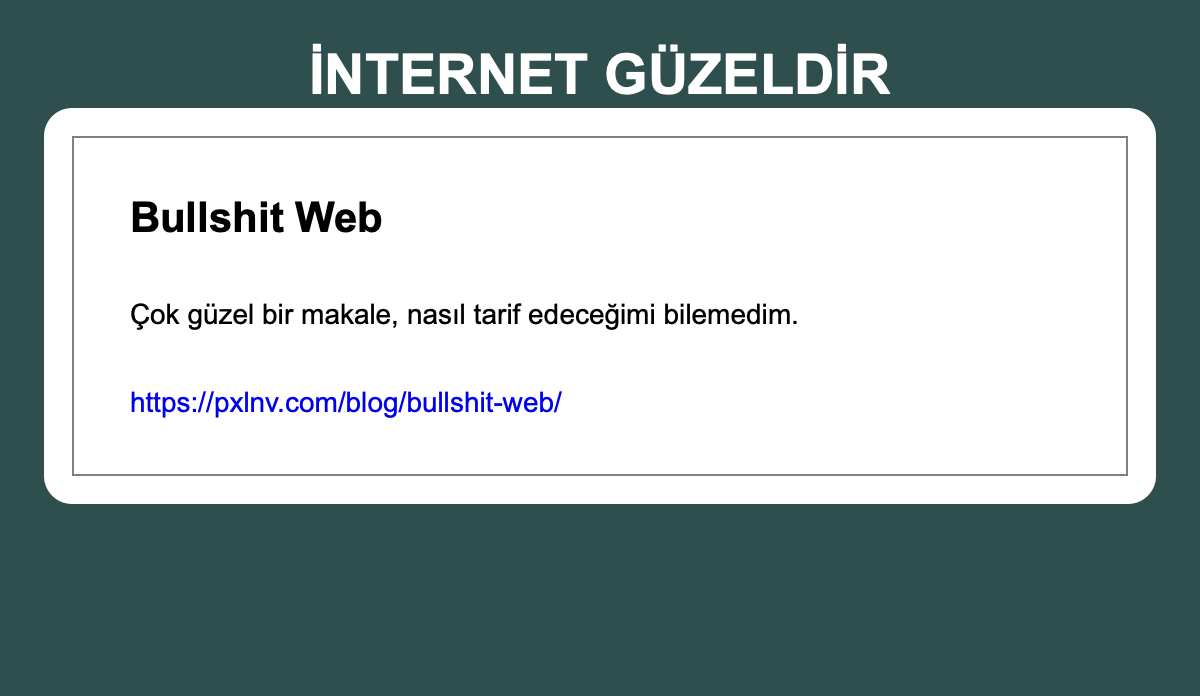 İNTERNET GÜZELDİR
Bullshit Web
Çok güzel bir makale, nasıl tarif edeceğimi bilemedim.
https://pxlnv.com/blog/bullshit-web/